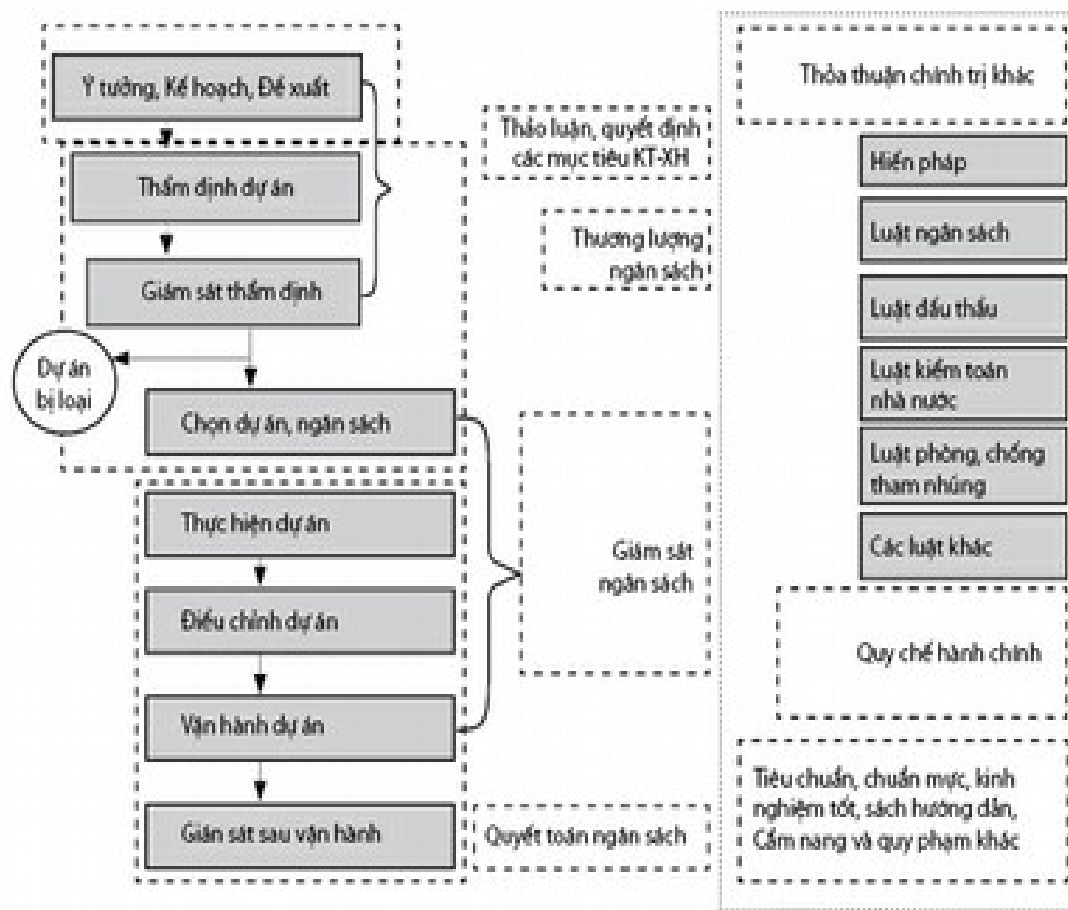 Ý tưởng, Kế hoạch, Đề xuất
Thẩm định dự án
Giám sát thẩm định
Dự án
bị loại
Chọn dự án, ngân sách
Thực hiện dự án
Điều chỉnh dự án
Vận hành dự án
Gián sát sau vận hành
Thảo luận, quyết định
các mục tiêu KT-XH
Thương lượng
ngân sách
Giám sát
ngân sách
Quyết toán ngân sách
Thỏa thuận chính trị khác
Hiến pháp
Luật ngân sách
Luật đấu thầu
Luật kiểm toán
nhà nước
Luật phòng, chống
tham nhũng
Các luật khác
Quy chế hành chính
Tiêu chuẩn, chuẩn mực, kinh
nghiệm tốt, sách hướng dẫn,
Cẩm nang và quy phạm khác